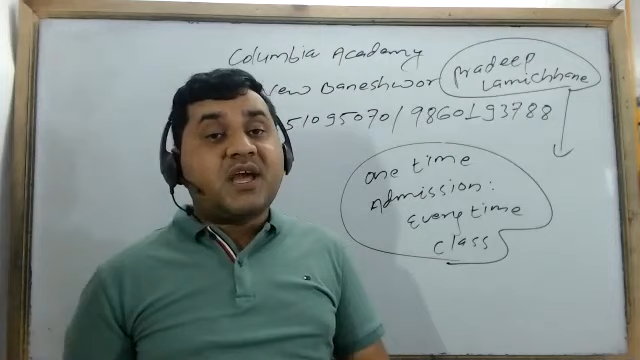 Columbia Academy
New Baneshwor
pradeep
Lamichhane
51095070/9860193788
one time
Admission:
Every time
class